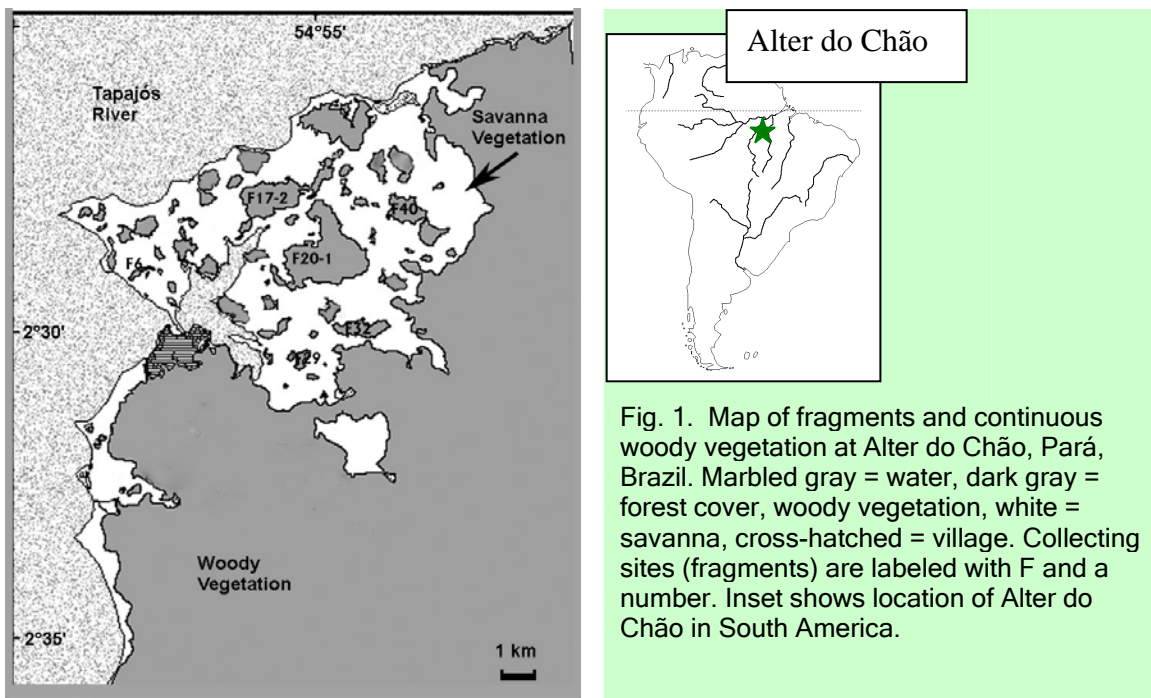 54°55'
Tapajós
River
Savanna
Vegetation
F17-2
F40
F20-1
F6
2°30'
F32
F29
Woody
Vegetation
2°35'
1 km
Alter do Chão
Fig. 1. Map of fragments and continuous
woody vegetation at Alter do Chão, Pará,
Brazil. Marbled gray = water, dark gray =
forest cover, woody vegetation, white =
savanna, cross-hatched = village. Collecting
sites (fragments) are labeled with F and a
number. Inset shows location of Alter do
Chão in South America.